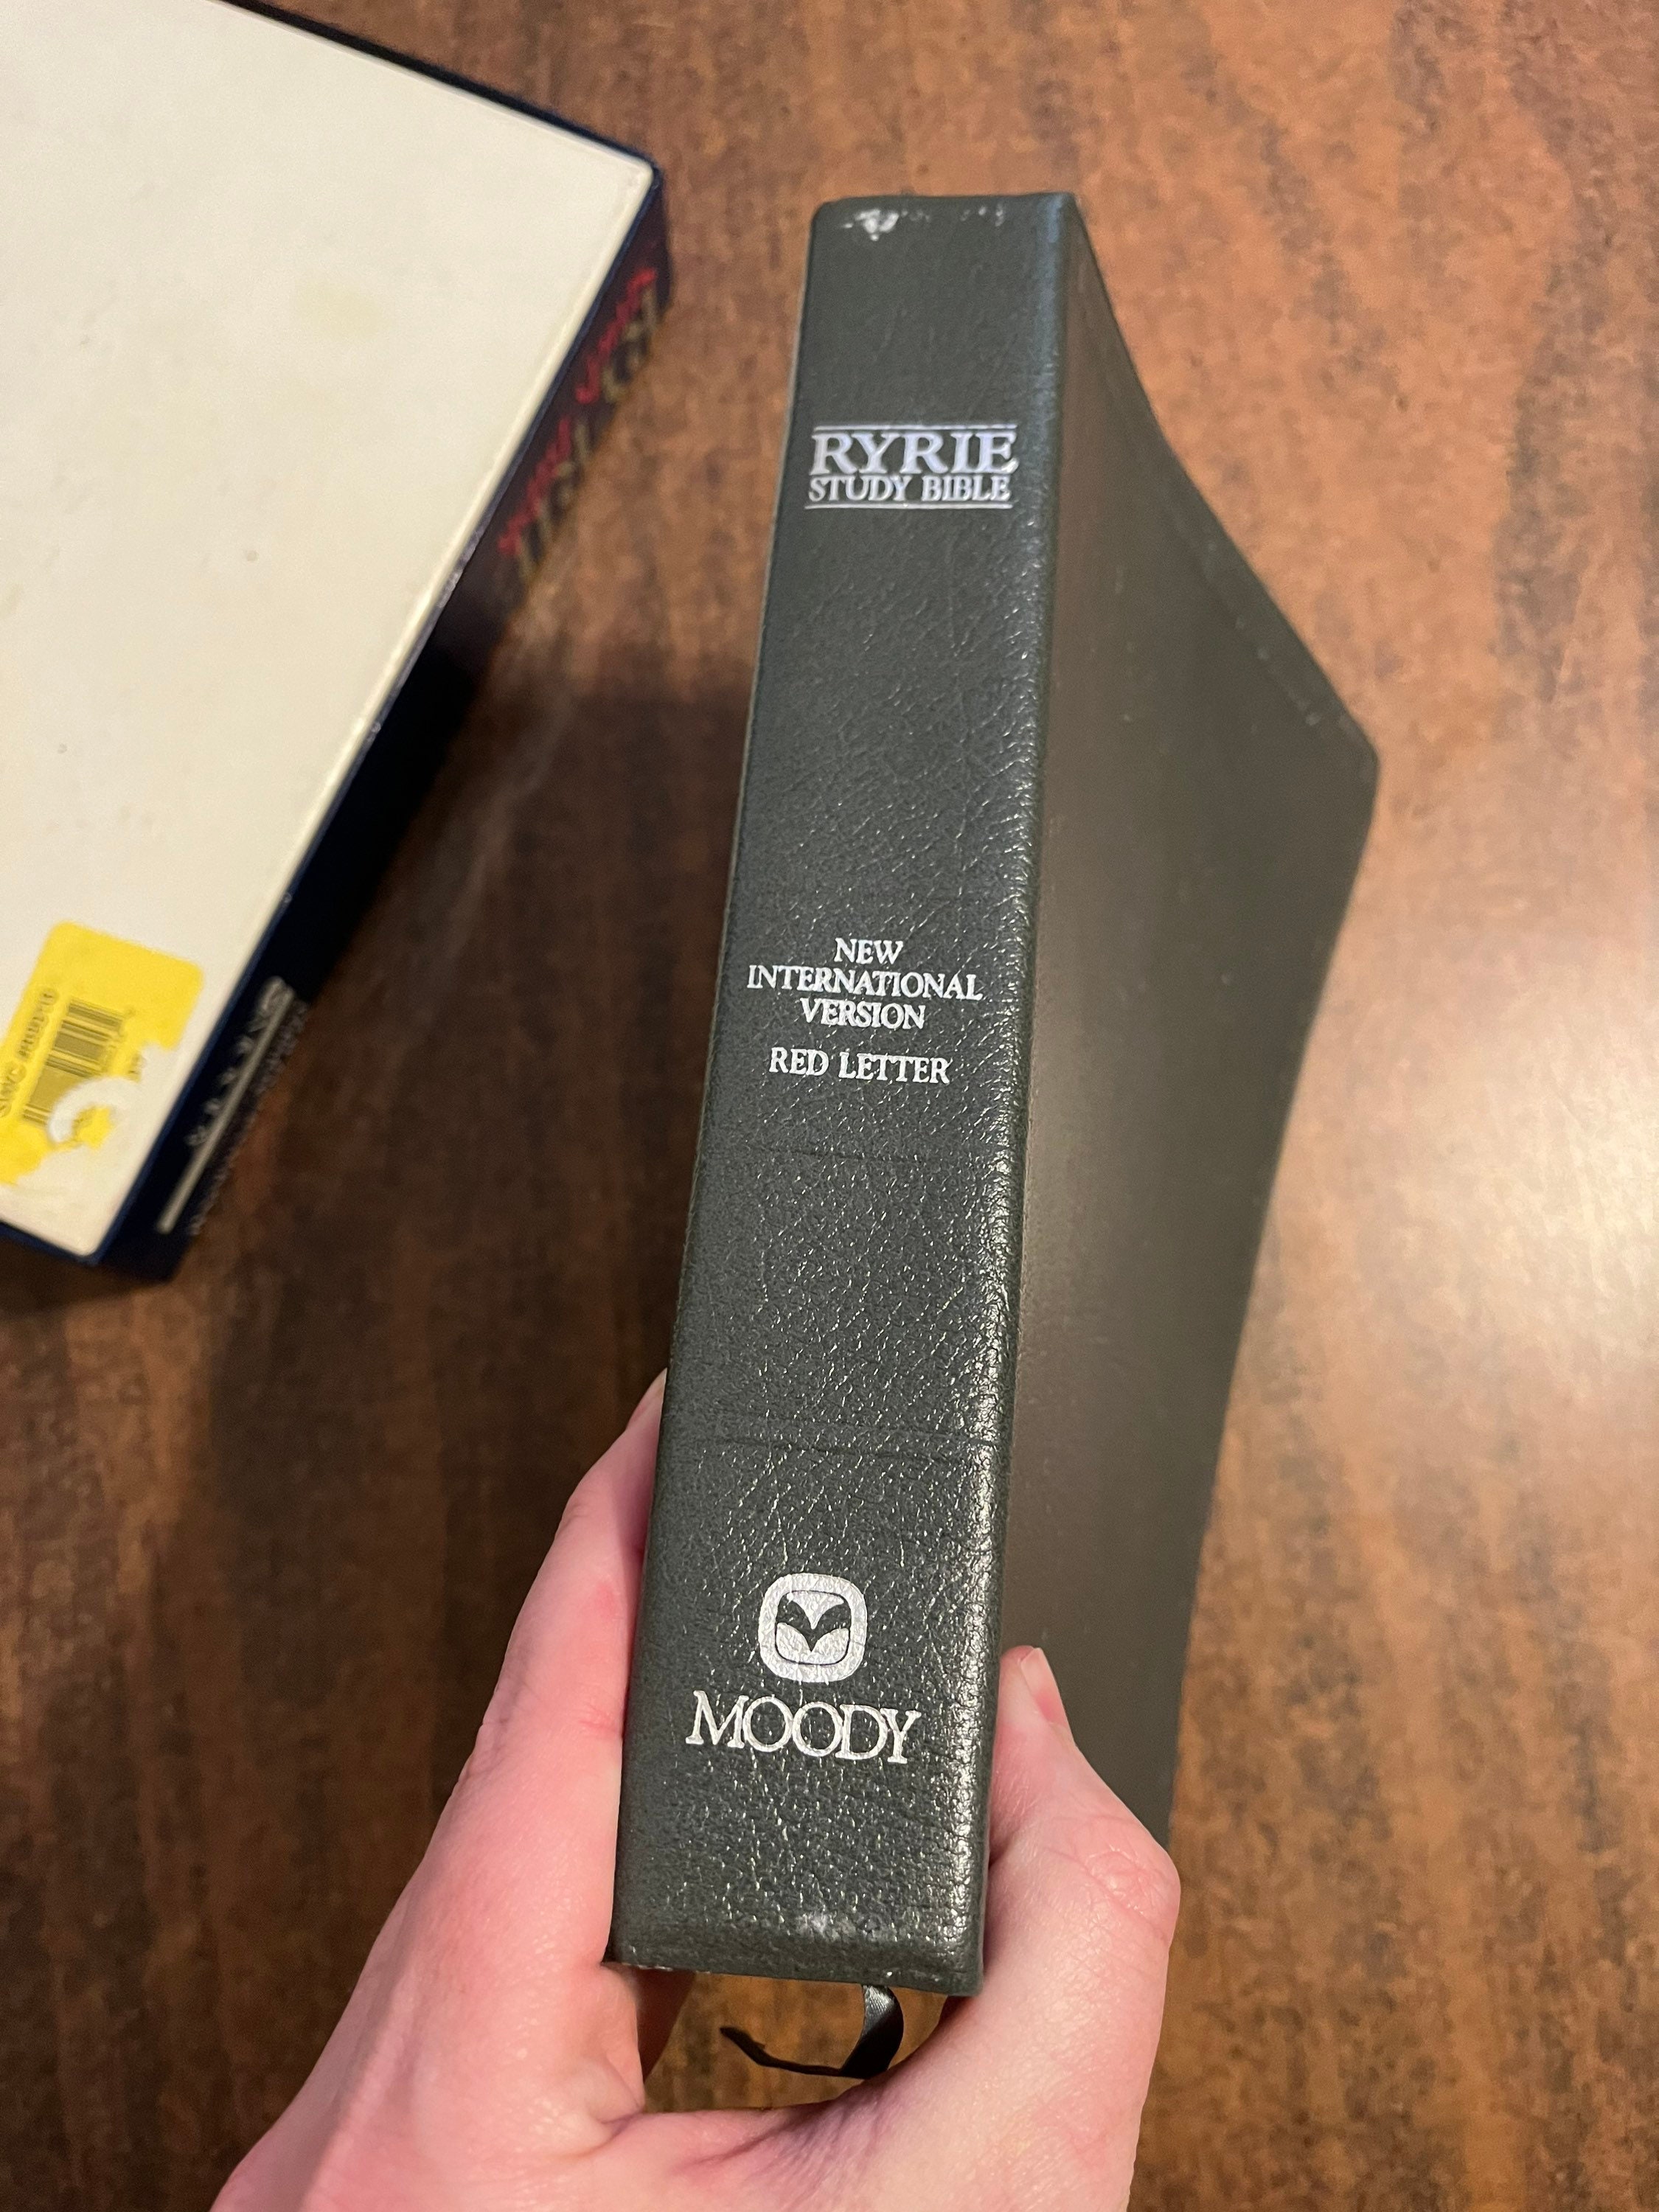 RYRIE
STUDY BIBLE
NEW
INTERNATIONAL
VERSION
RED LETTER
MOODY